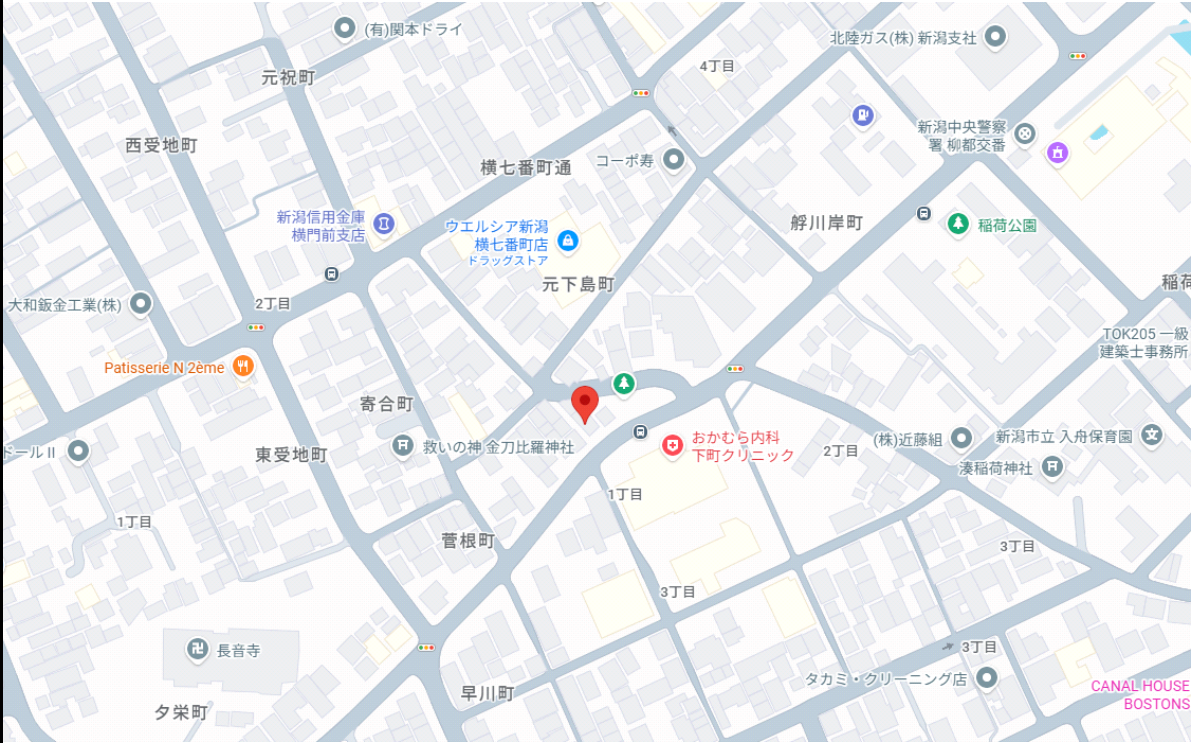 (有)関本ドライ
北陸ガス(株) 新潟支社
4丁目
元祝町
新潟中央警察
署 柳都交番
西受地町
横七番町通
コーポ寿
新潟信用金庫
横門前支店
ウエルシア新潟
横七番町店
ドラッグストア
艀川岸町
稲荷公園
元下島町
稲荷
大和鈑金工業(株)
2丁目
TOK205 一級
建築士事務所
Patisserie N 2ème
寄合町
救いの神 金刀比羅神社
おかむら内科
下町クリニック
2丁目
(株)近藤組
新潟市立 入舟保育園
ドール II
東受地町
湊稲荷神社
1丁目
1丁目
菅根町
3丁目
3丁目
長音寺
3丁目
タカミ・クリーニング店
早川町
CANAL HOUSE
BOSTONS
夕栄町